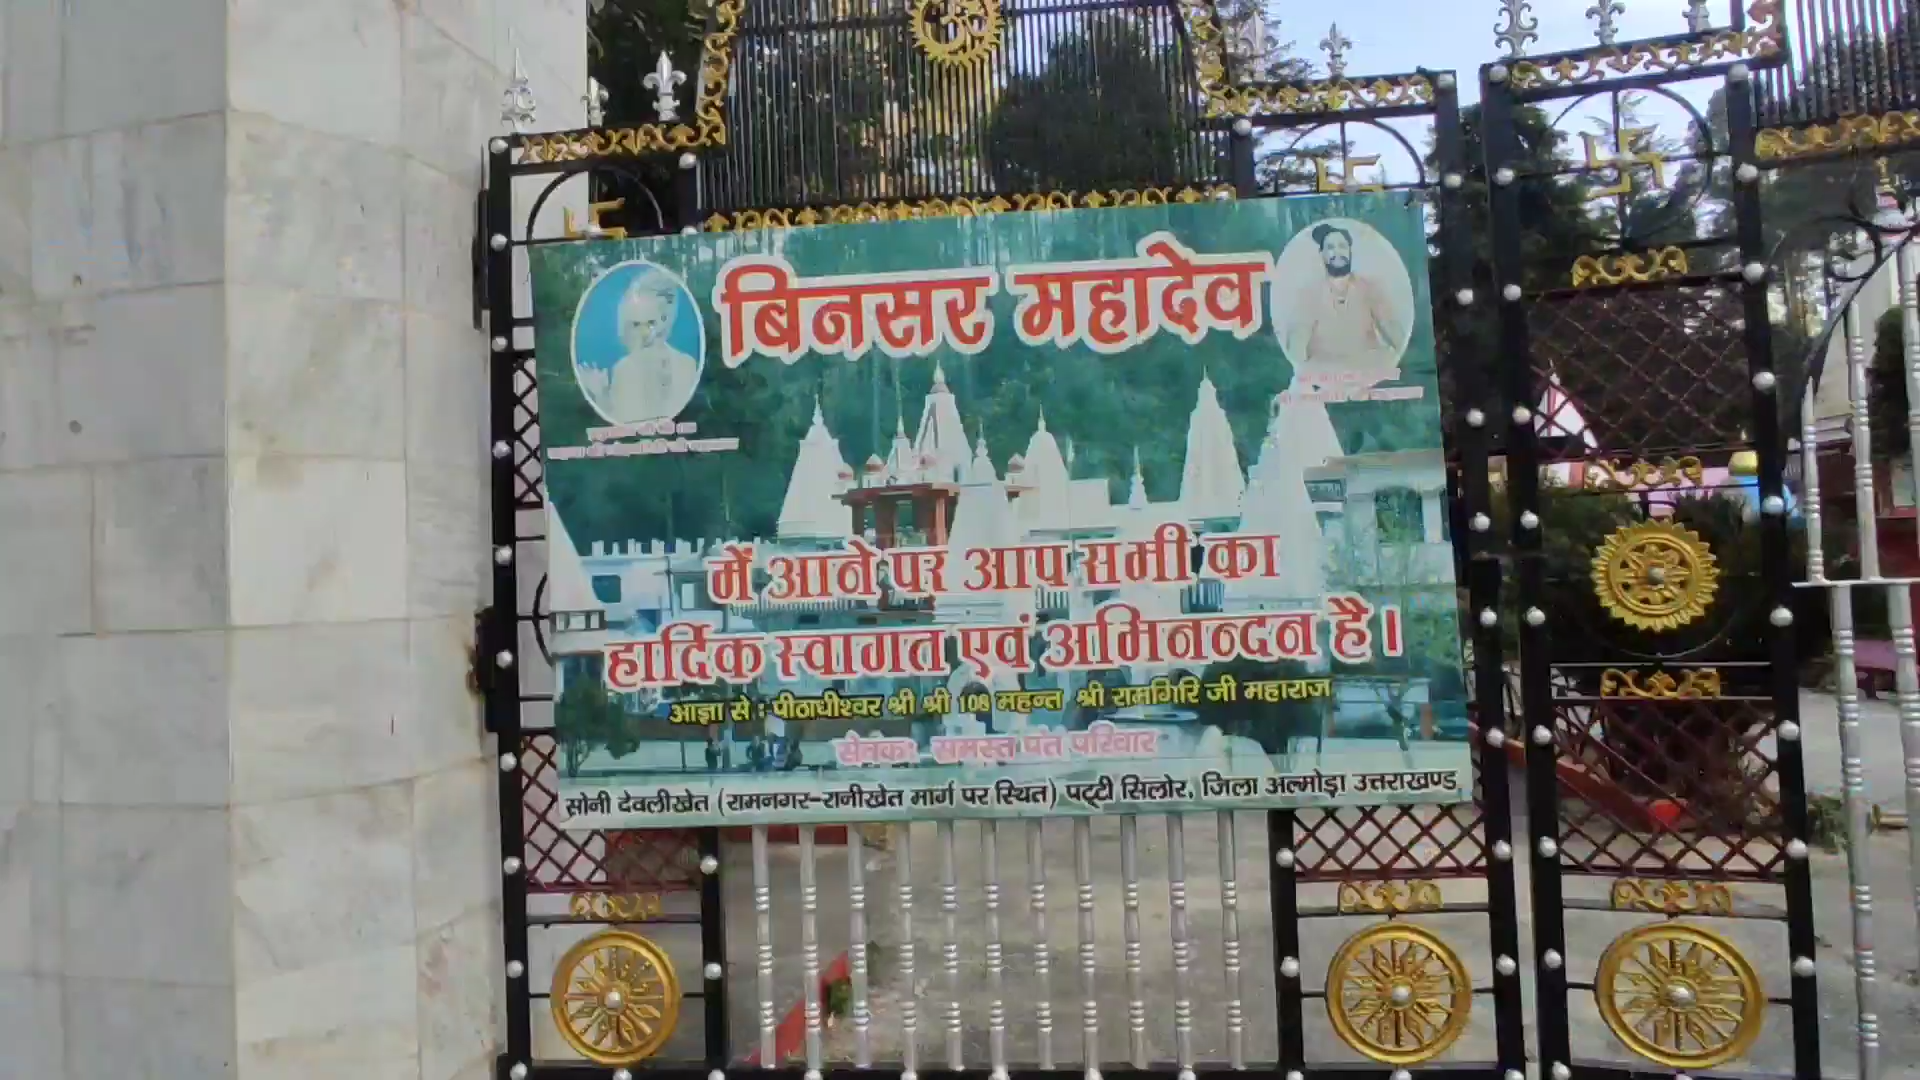 बिनसर महादेव
में आने पर आप सभी का
हार्दिक स्वागत एवं अभिनन्दन है।
आज्ञा से : पीठाधीश्वर श्री श्री 108 महन्त श्री रामगिरि जी महाराज
सेवक: समस्त पंत परिवार
सोनी देवलीखेत (रामनगर-रानीखेत मार्ग पर स्थित) पट्टी सिलोर, जिला अल्मोड़ा उत्तराखण्ड